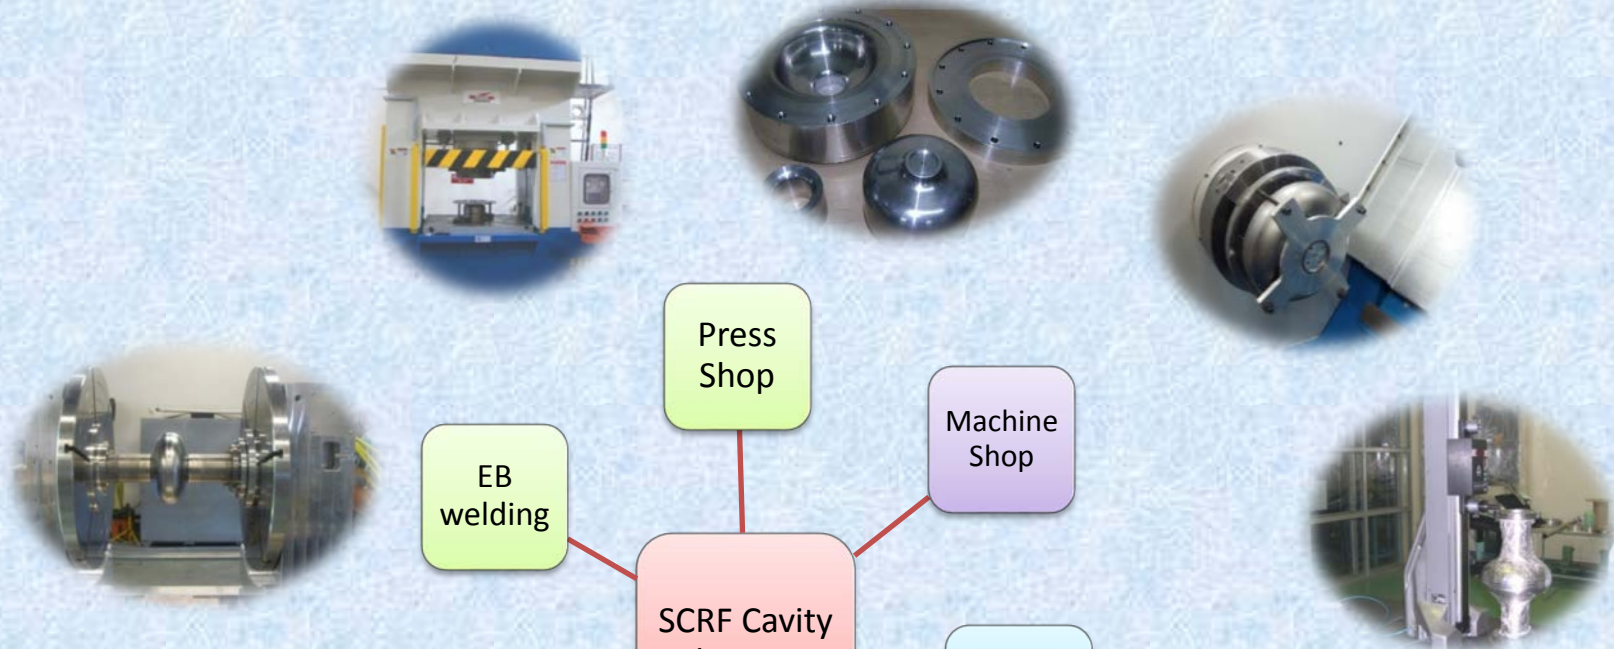 Press
Shop
Machine
Shop
EB
welding
SCRF Cavity